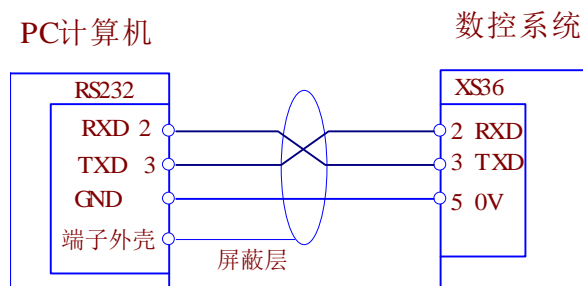 PC计算机
数控系统
RS232
XS36
RXD 2
2 RXD
TXD 3
3 TXD
GND
5 0V
端子外壳
屏蔽层